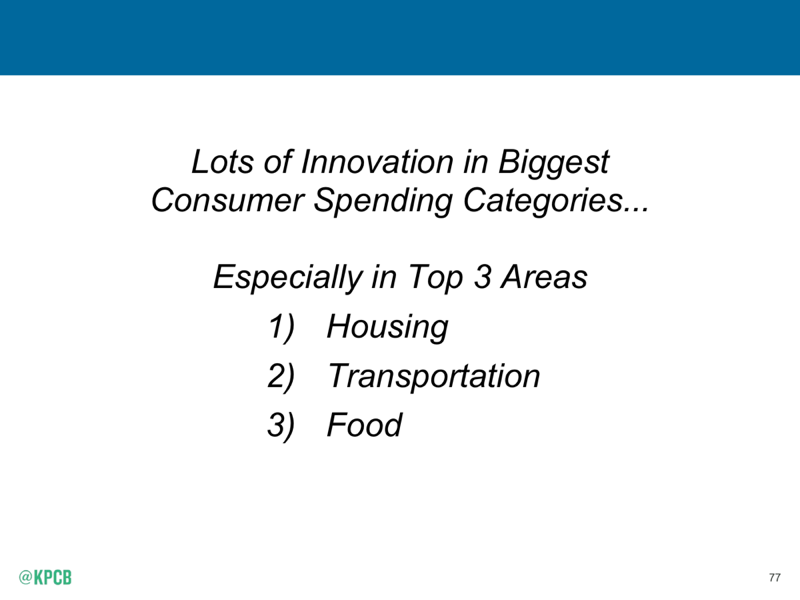 Lots of Innovation in Biggest
Consumer Spending Categories...
Especially in Top 3 Areas
1) Housing
2) Transportation
3) Food
@KPCB
77